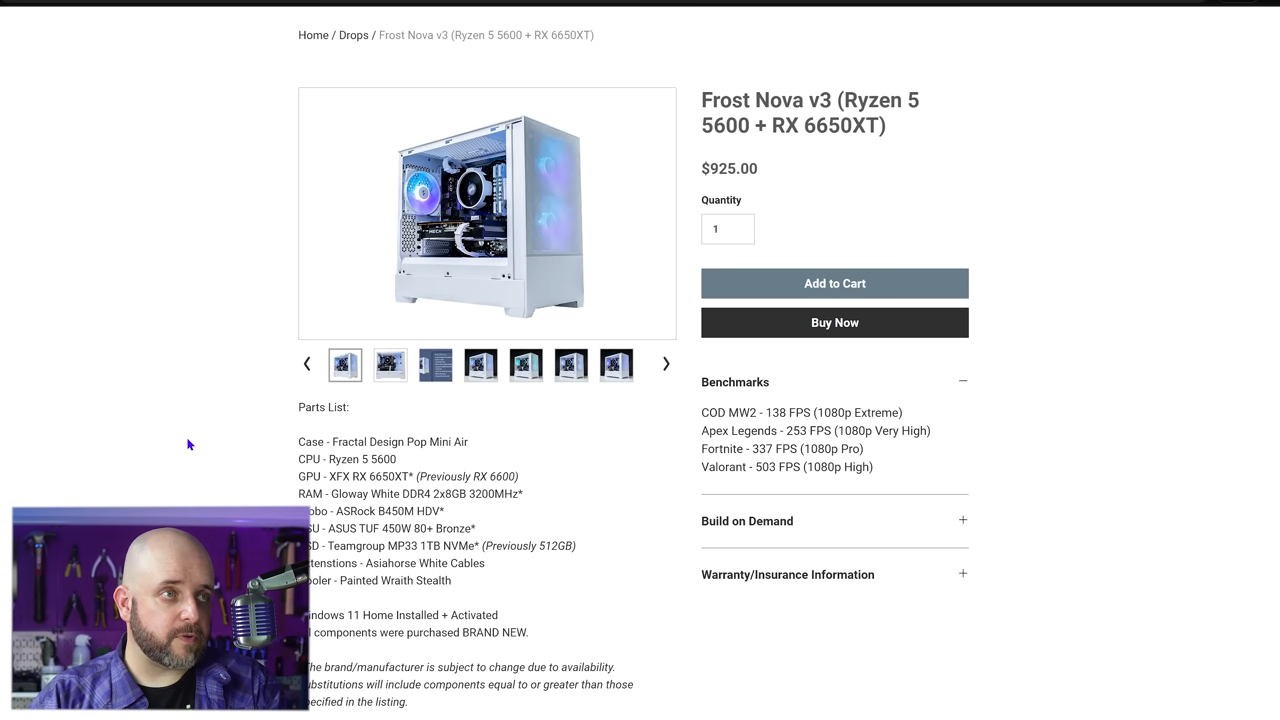 Home / Drops / Frost Nova v3 (Ryzen 5 5600 + RX 6650XT)
Frost Nova v3 (Ryzen 5
5600 + RX 6650XT)
$925.00
Quantity
1
Add to Cart
Buy Now
Benchmarks
COD MW2 - 138 FPS (1080p Extreme)
Apex Legends - 253 FPS (1080p Very High)
Fortnite - 337 FPS (1080p Pro)
Valorant - 503 FPS (1080p High)
Build on Demand
Warranty/Insurance Information
Parts List:
Case - Fractal Design Pop Mini Air
CPU - Ryzen 5 5600
GPU - XFX RX 6650XT* (Previously RX 6600)
RAM - Gloway White DDR4 2x8GB 3200MHz*
obo - ASRock B450M HDV*
SU - ASUS TUF 450W 80+ Bronze*
SD - Teamgroup MP33 1TB NVMe* (Previously 512GB)
xtenstions - Asiahorse White Cables
ooler - Painted Wraith Stealth
indows 11 Home Installed + Activated
l components were purchased BRAND NEW.
The brand/manufacturer is subject to change due to availability.
ubstitutions will include components equal to or greater than those
ecified in the listing.